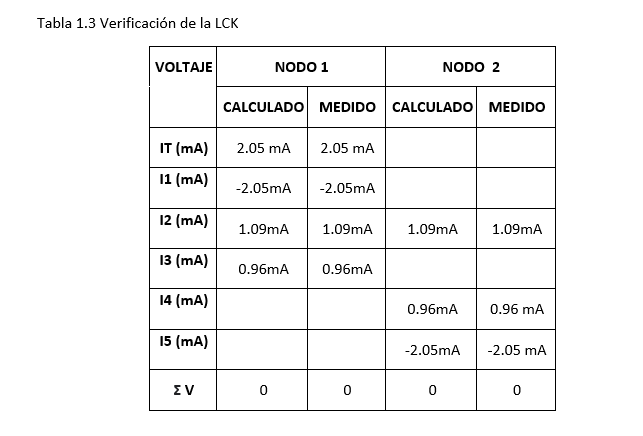 Tabla 1.3 Verificación de la LCK
VOLTAJE NODO 1 NODO 2
CALCULADO MEDIDO CALCULADO MEDIDO
IT (mA) 2.05 mA 2.05 mA
I1 (mA) -2.05mA -2.05mA
I2 (mA) 1.09mA 1.09mA 1.09mA 1.09mA
I3 (mA) 0.96mA 0.96mA
I4 (mA) 0.96mA 0.96 mA
I5 (mA) -2.05mA -2.05 mA
Σ V 0 0 0 0